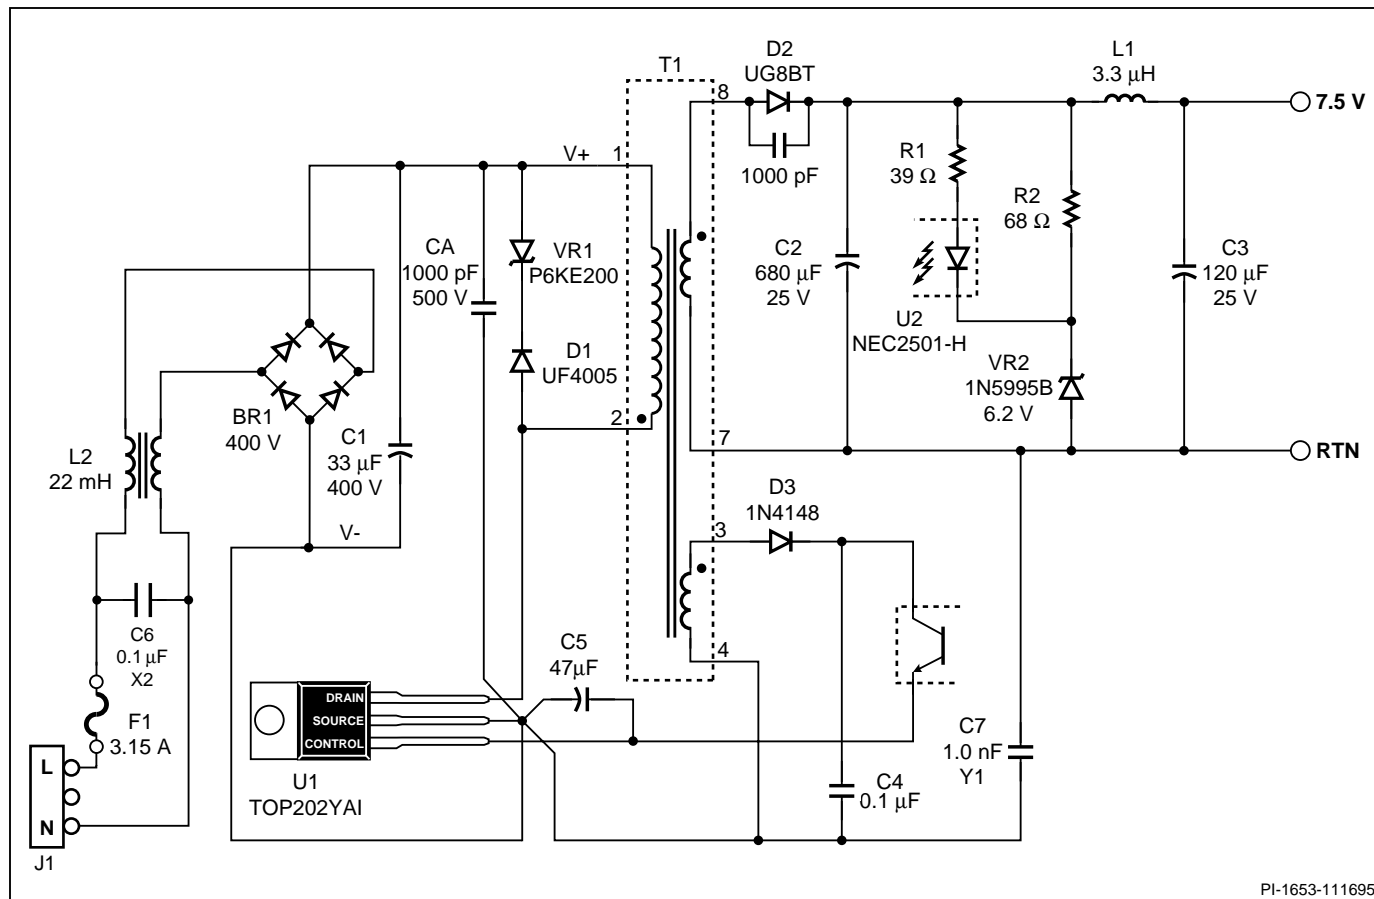 D2
UG8BT
L1
3.3 µH
T1
8
7.5 V
V+
1
1000 pF
R1
39 Ω
R2
68 Ω
CA
1000 pF
500 V
VR1
P6KE200
C2
680 µF
25 V
C3
120 µF
25 V
U2
NEC2501-H
D1
UF4005
VR2
1N5995B
6.2 V
BR1
400 V
2
C1
33 µF
400 V
L2
22 mH
7
RTN
D3
1N4148
V-
3
C6
0.1 µF
X2
C5
47µF
4
DRAIN
SOURCE
CONTROL
F1
3.15 A
C7
1.0 nF
Y1
L
N
J1
U1
TOP202YAI
C4
0.1 µF
PI-1653-111695